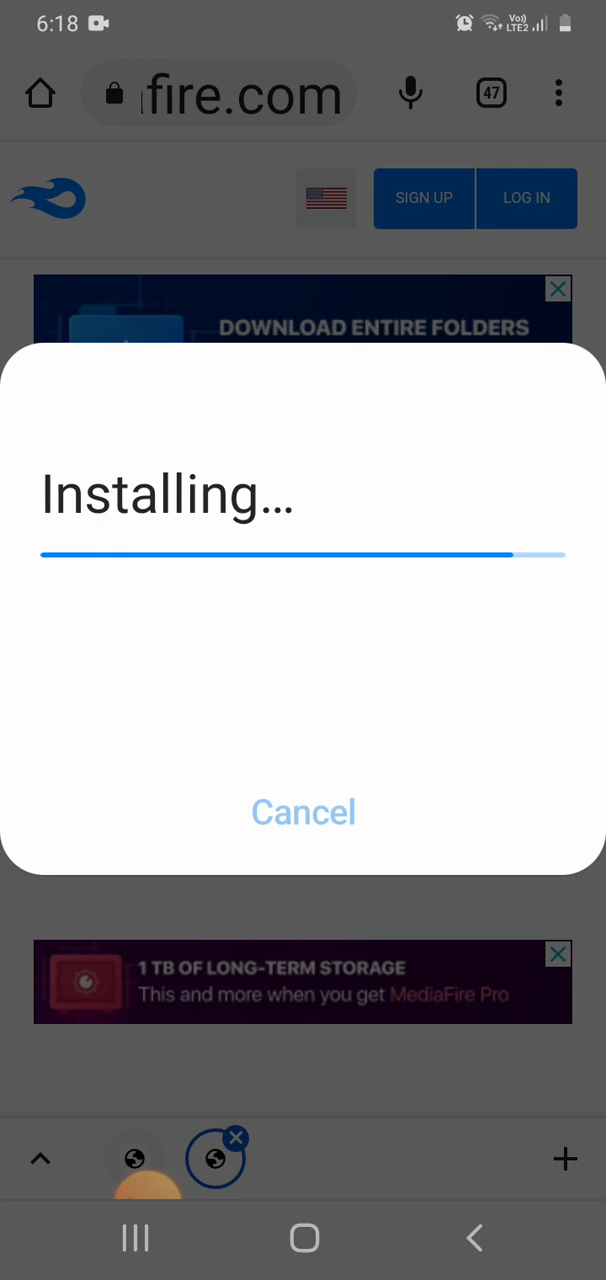 6:18
Vo)) LTE2
fire.com
47
SIGN UP
LOG IN
DOWNLOAD ENTIRE FOLDERS
Installing...
Cancel
1 TB OF LONG-TERM STORAGE
This and more when you get MediaFire Pro